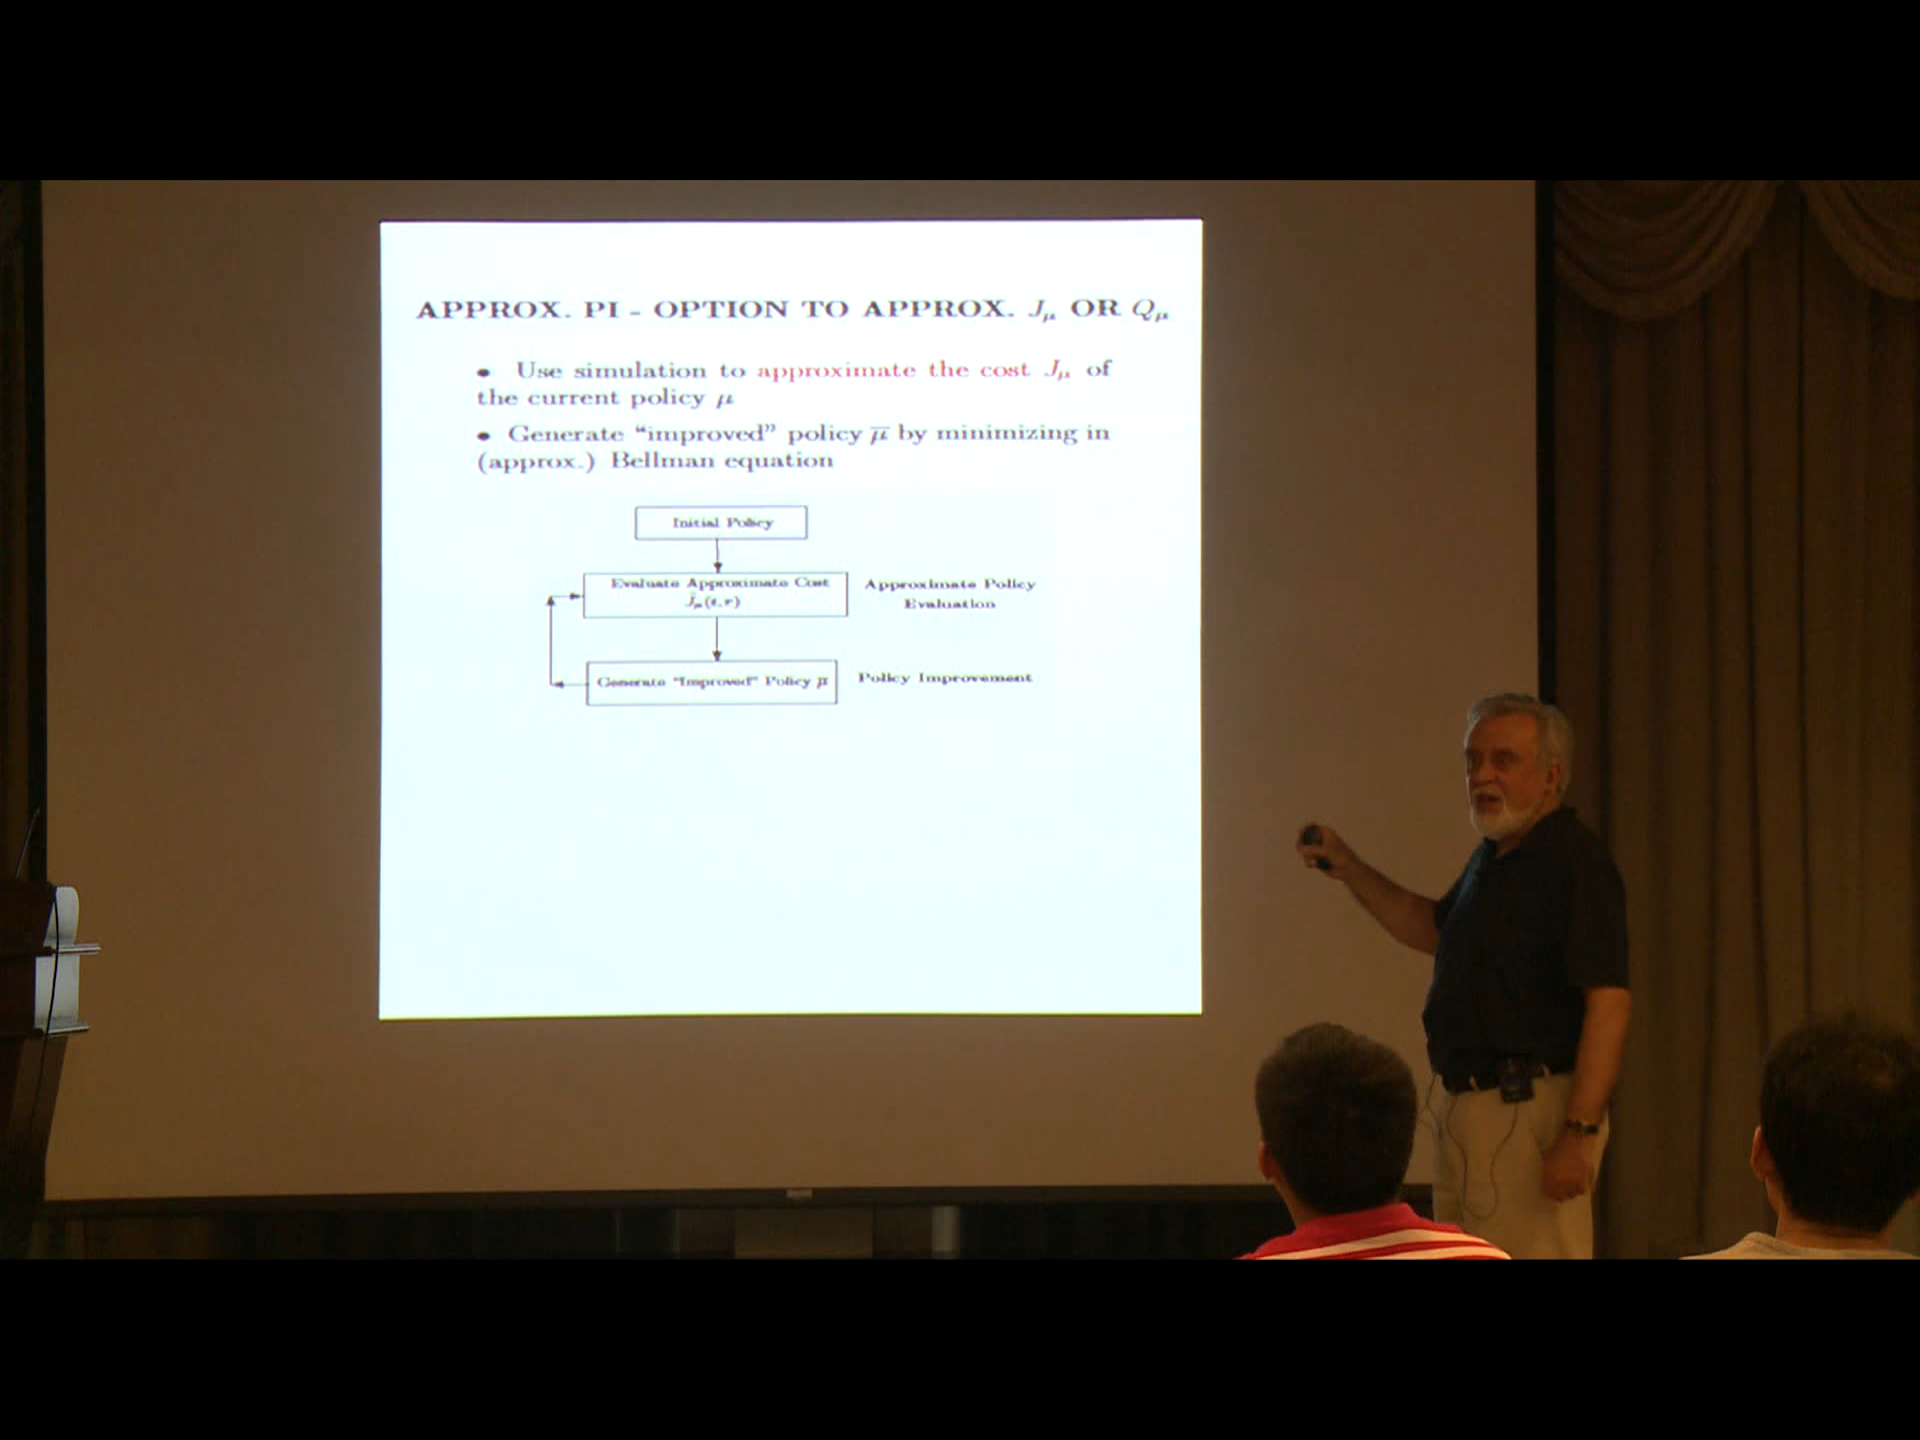 APPROX. PI - OPTION TO APPROX. Jμ OR Qμ
• Use simulation to approximate the cost Jμ of
the current policy μ
• Generate “improved” policy μ̅ by minimizing in
(approx.) Bellman equation
Initial Policy
Evaluate Approximate Cost
J̃μ(i, r)
Approximate Policy
Evaluation
Generate “Improved” Policy μ̅
Policy Improvement